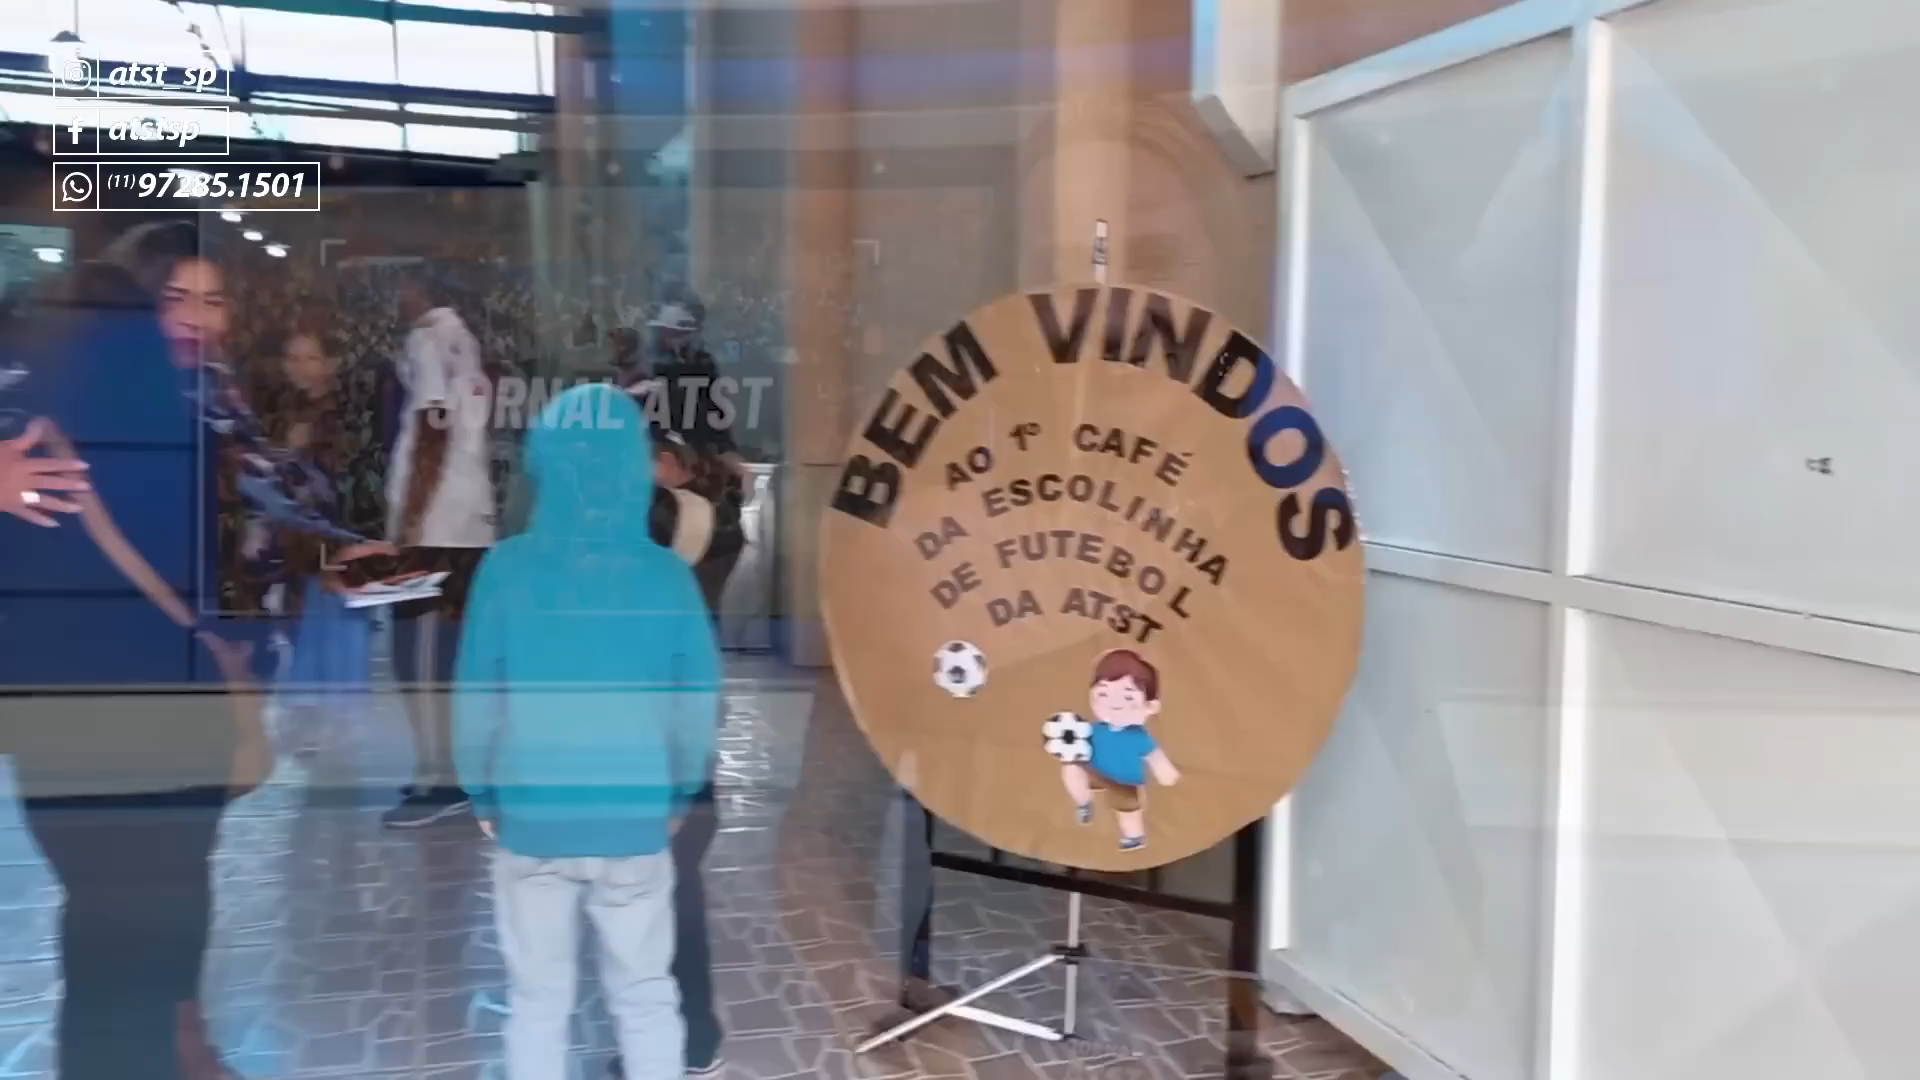 atst_sp
atstsp
(11)97285.1501
JORNAL ATST
BEM VINDOS
AO 1º CAFÉ
DA ESCOLINHA
DE FUTEBOL
DA ATST